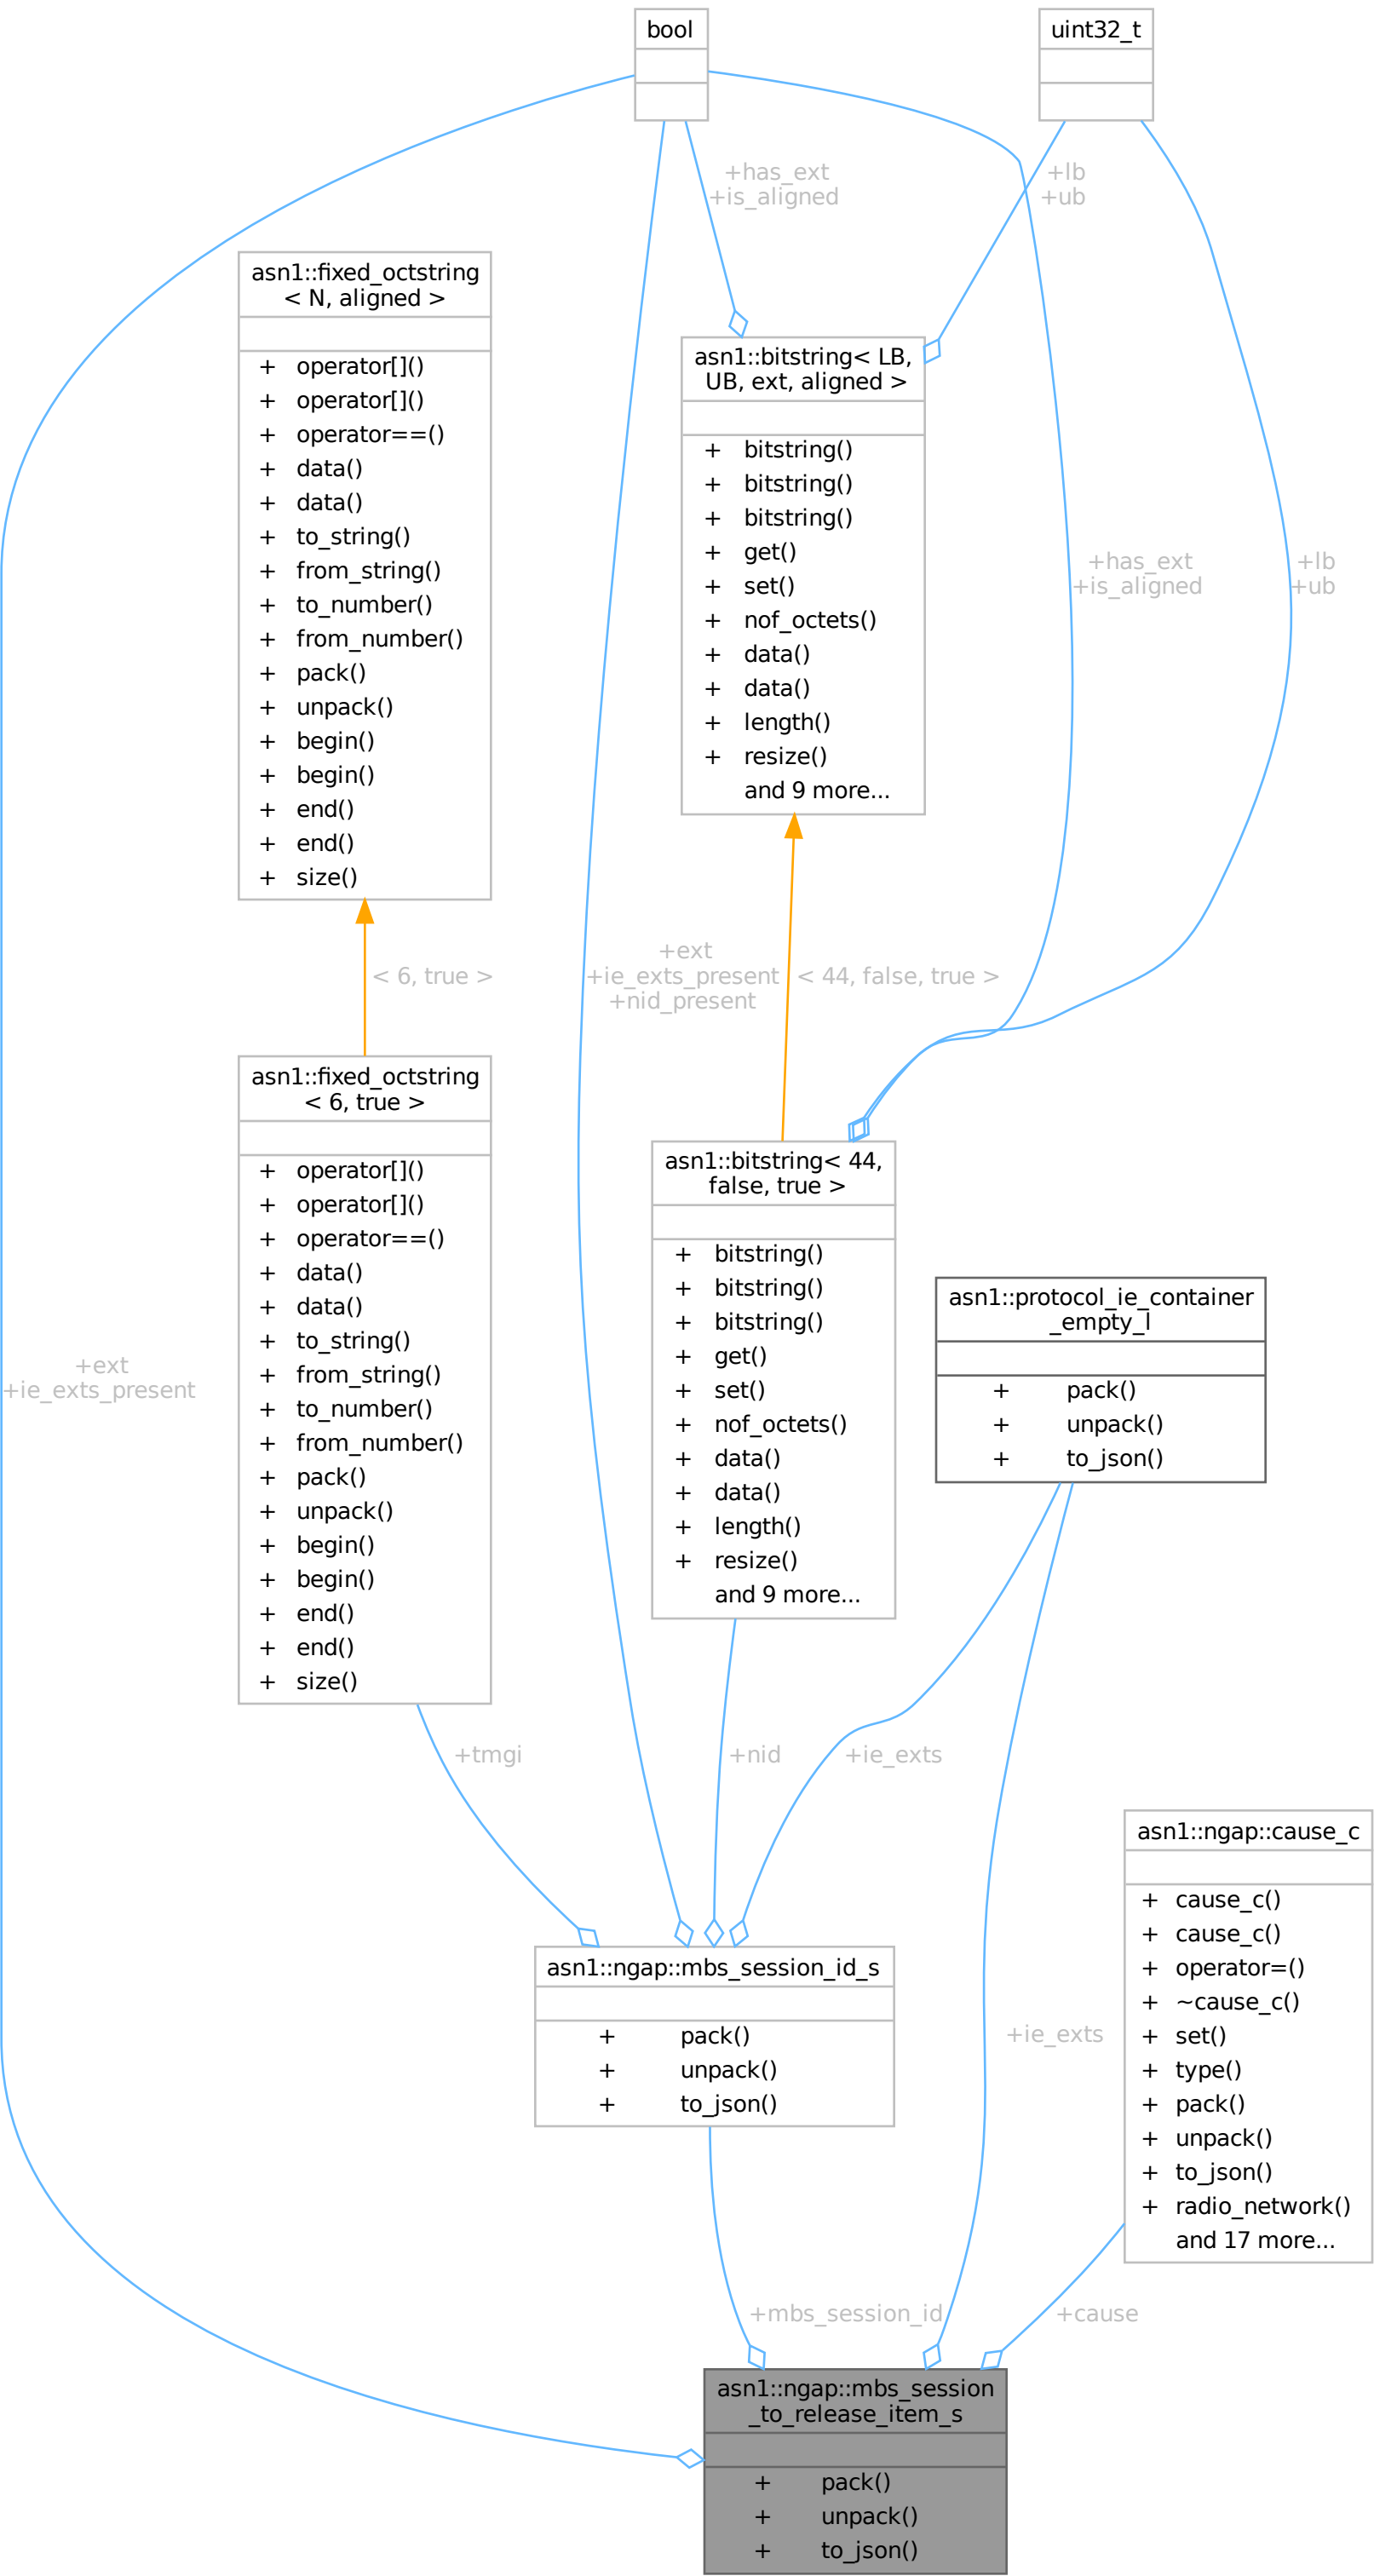 bool
uint32_t
+has_ext
+is_aligned
+lb
+ub
asn1::fixed_octstring
< N, aligned >
+ operator[]()
+ operator[]()
+ operator==()
+ data()
+ data()
+ to_string()
+ from_string()
+ to_number()
+ from_number()
+ pack()
+ unpack()
+ begin()
+ begin()
+ end()
+ end()
+ size()
asn1::bitstring< LB,
UB, ext, aligned >
+ bitstring()
+ bitstring()
+ bitstring()
+ get()
+ set()
+ nof_octets()
+ data()
+ data()
+ length()
+ resize()
and 9 more...
+has_ext
+is_aligned
+lb
+ub
< 6, true >
+ext
+ie_exts_present
+nid_present
< 44, false, true >
asn1::fixed_octstring
< 6, true >
+ operator[]()
+ operator[]()
+ operator==()
+ data()
+ data()
+ to_string()
+ from_string()
+ to_number()
+ from_number()
+ pack()
+ unpack()
+ begin()
+ begin()
+ end()
+ end()
+ size()
asn1::bitstring< 44,
false, true >
+ bitstring()
+ bitstring()
+ bitstring()
+ get()
+ set()
+ nof_octets()
+ data()
+ data()
+ length()
+ resize()
and 9 more...
asn1::protocol_ie_container
_empty_l
+ pack()
+ unpack()
+ to_json()
+ext
+ie_exts_present
+tmgi
+nid
+ie_exts
asn1::ngap::cause_c
+ cause_c()
+ cause_c()
+ operator=()
+ ~cause_c()
+ set()
+ type()
+ pack()
+ unpack()
+ to_json()
+ radio_network()
and 17 more...
asn1::ngap::mbs_session_id_s
+ pack()
+ unpack()
+ to_json()
+ie_exts
+mbs_session_id
+cause
asn1::ngap::mbs_session
_to_release_item_s
+ pack()
+ unpack()
+ to_json()